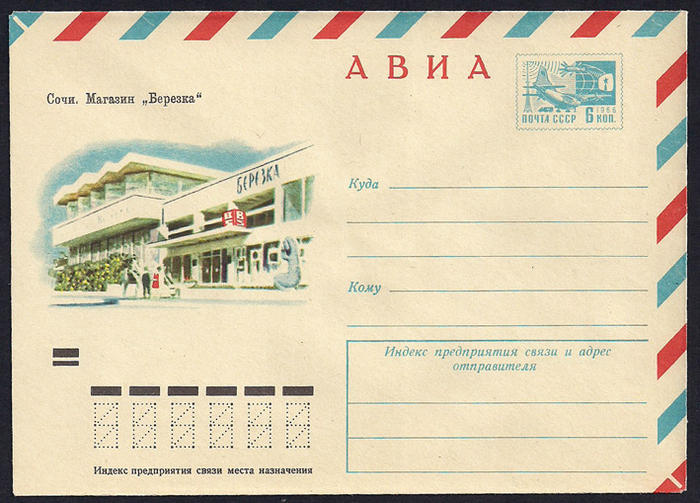 АВИА
ПОЧТА СССР
1966
6 КОП.
Сочи. Магазин „Березка"
БЕРЕЗКА
Куда
Кому
Индекс предприятия связи и адрес
отправителя
Индекс предприятия связи места назначения